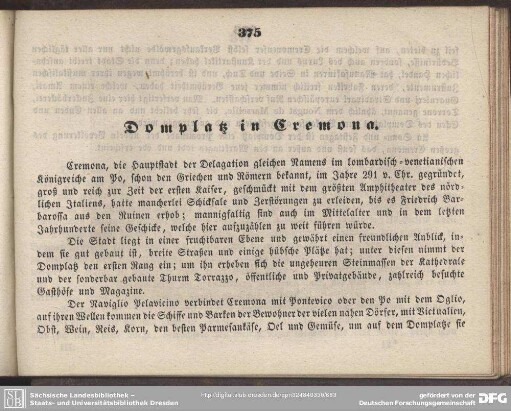 375
Domplatz in Cremona.
Cremona, die Hauptstadt der Delagation gleichen Namens im lombardisch-venetianischen
Königreiche am Po, schon den Griechen und Römern bekannt, im Jahre 291 v. Chr. gegründet,
groß und reich zur Zeit der ersten Kaiser, geschmückt mit dem größten Amphitheater des nörd-
lichen Italiens, hatte mancherlei Schicksale und Zerstörungen zu erleiden, bis es Friedrich Bar-
barossa aus den Ruinen erhob; mannigfaltig sind auch im Mittelalter und in dem letzten
Jahrhunderte seine Geschicke, welche hier aufzuzählen zu weit führen würde.
Die Stadt liegt in einer fruchtbaren Ebene und gewährt einen freundlichen Anblick, in-
dem sie gut gebaut ist, breite Straßen und einige hübsche Plätze hat; unter diesen nimmt der
Domplatz den ersten Rang ein; um ihn erheben sich die ungeheuren Steinmassen der Kathedrale
und der sonderbar gebaute Thurm Torrazzo, öffentliche und Privatgebäude, zahlreich besuchte
Gasthöfe und Magazine.
Der Naviglio Pelavicino verbindet Cremona mit Pontevico oder den Po mit dem Oglio,
auf ihren Wellen kommen die Schiffe und Barken der Bewohner der vielen nahen Dörfer, mit Victualien,
Obst, Wein, Reis, Korn, den besten Parmesankäse, Oel und Gemüse, um auf dem Domplatze sie
Sächsische Landesbibliothek –
Staats- und Universitätsbibliothek Dresden
gefördert von der
Deutschen Forschungsgemeinschaft
DFG